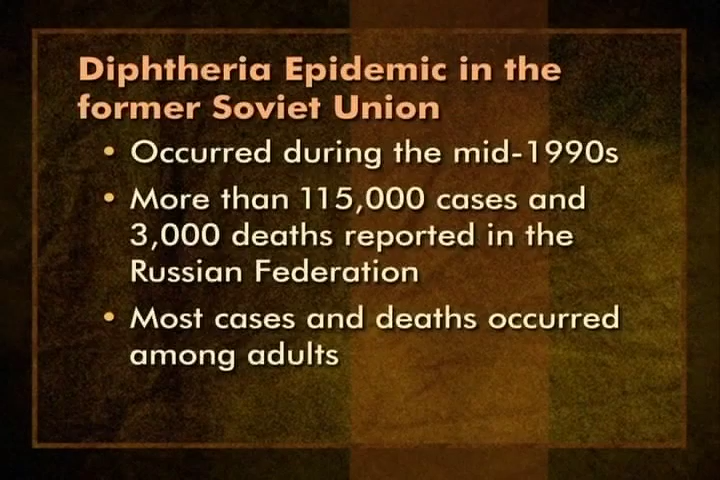 Diphtheria Epidemic in the
former Soviet Union
• Occurred during the mid-1990s
• More than 115,000 cases and
3,000 deaths reported in the
Russian Federation
• Most cases and deaths occurred
among adults